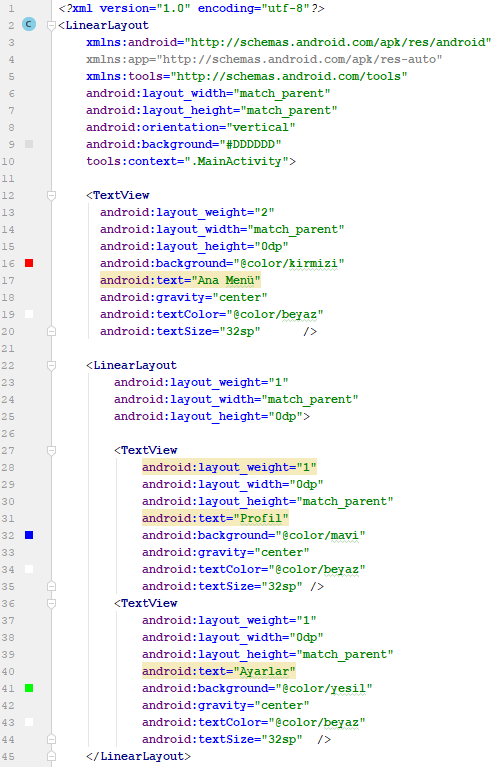 1 <?xml version="1.0" encoding="utf-8"?>
2 C <LinearLayout
3 xmlns:android="http://schemas.android.com/apk/res/android"
4 xmlns:app="http://schemas.android.com/apk/res-auto"
5 xmlns:tools="http://schemas.android.com/tools"
6 android:layout_width="match_parent"
7 android:layout_height="match_parent"
8 android:orientation="vertical"
9 android:background="#DDDDDD"
10 tools:context=".MainActivity">
11
12 <TextView
13 android:layout_weight="2"
14 android:layout_width="match_parent"
15 android:layout_height="0dp"
16 android:background="@color/kirmizi"
17 android:text="Ana Menü"
18 android:gravity="center"
19 android:textColor="@color/beyaz"
20 android:textSize="32sp" />
21
22 <LinearLayout
23 android:layout_weight="1"
24 android:layout_width="match_parent"
25 android:layout_height="0dp">
26
27 <TextView
28 android:layout_weight="1"
29 android:layout_width="0dp"
30 android:layout_height="match_parent"
31 android:text="Profil"
32 android:background="@color/mavi"
33 android:gravity="center"
34 android:textColor="@color/beyaz"
35 android:textSize="32sp" />
36 <TextView
37 android:layout_weight="1"
38 android:layout_width="0dp"
39 android:layout_height="match_parent"
40 android:text="Ayarlar"
41 android:background="@color/yesil"
42 android:gravity="center"
43 android:textColor="@color/beyaz"
44 android:textSize="32sp" />
45 </LinearLayout>